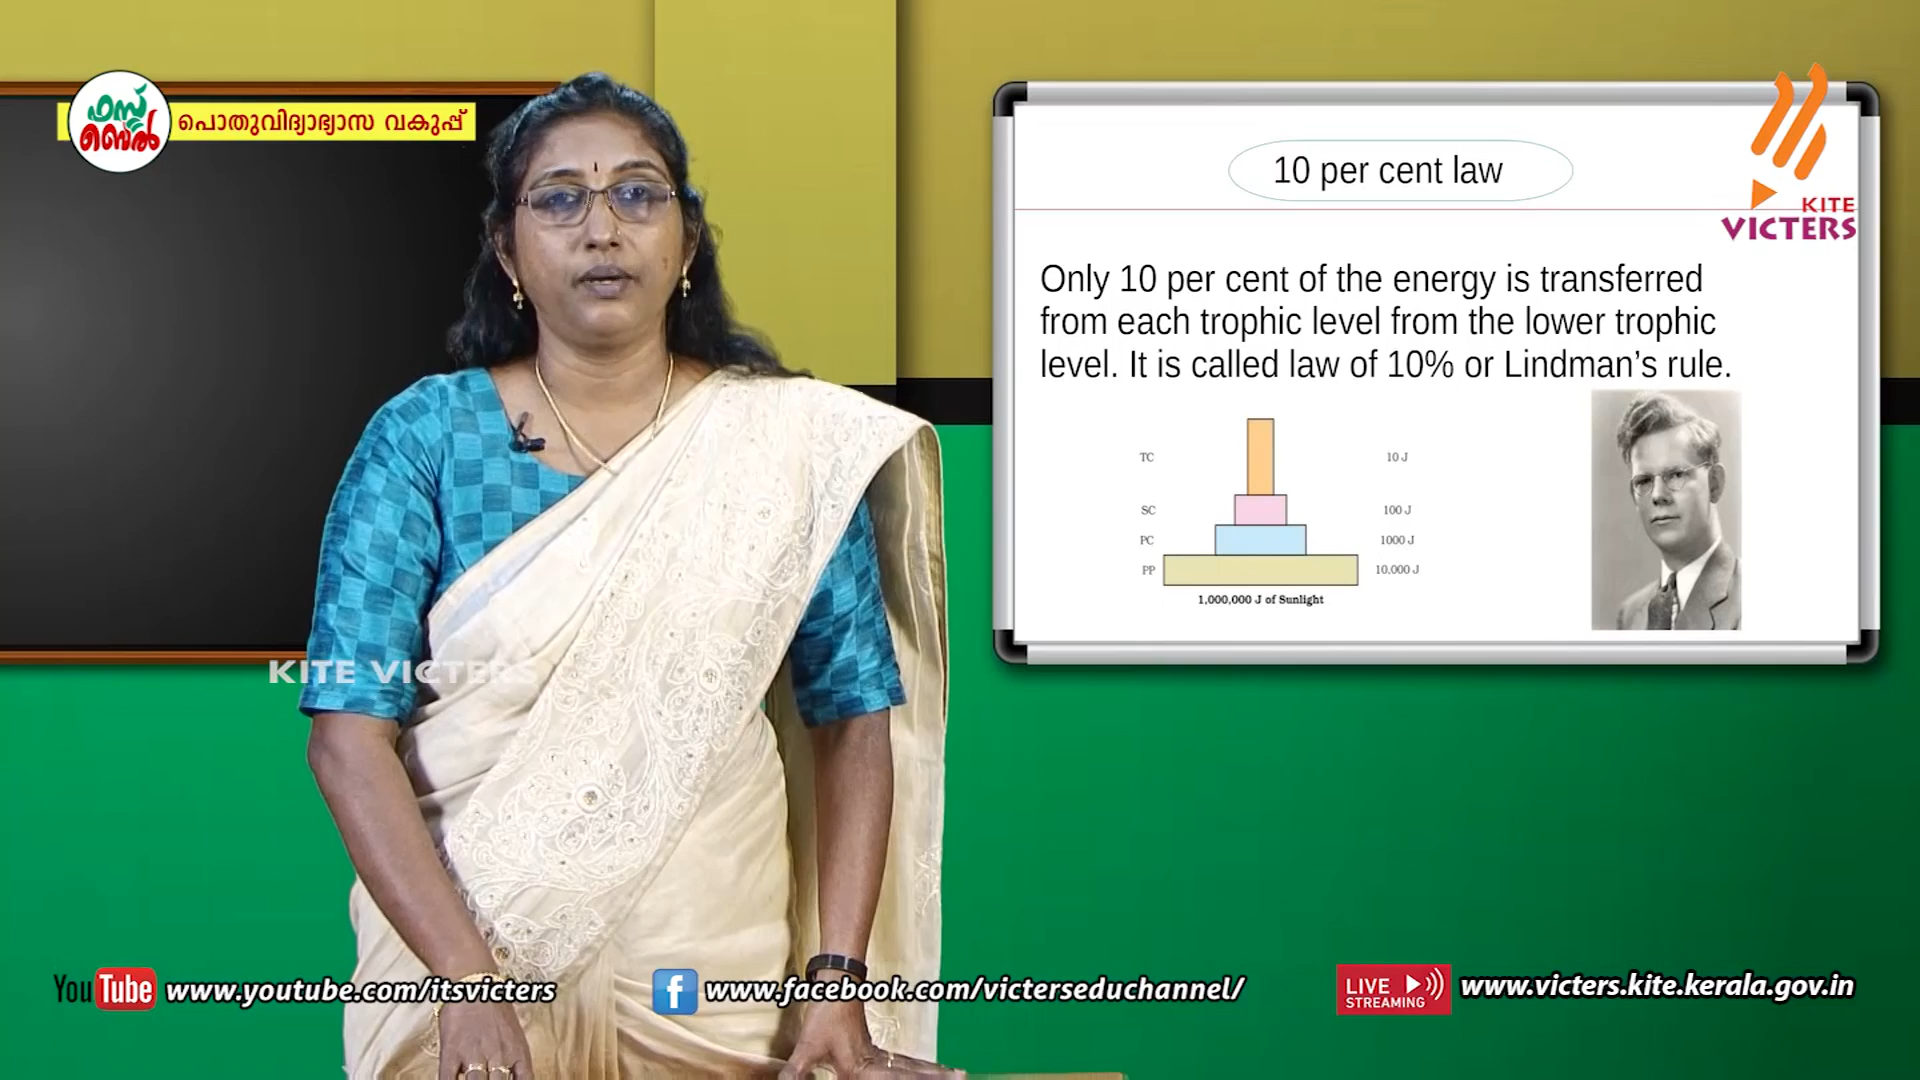 ഫസ്റ്റ്
ബെൽ
പൊതുവിദ്യാഭ്യാസ വകുപ്പ്
10 per cent law
KITE
VICTERS
Only 10 per cent of the energy is transferred
from each trophic level from the lower trophic
level. It is called law of 10% or Lindman’s rule.
TC 10 J
SC 100 J
PC 1000 J
PP 10,000 J
1,000,000 J of Sunlight
KITE VICTERS
YouTube www.youtube.com/itsvicters
f www.facebook.com/victerseduchannel/
LIVE
STREAMING
www.victers.kite.kerala.gov.in